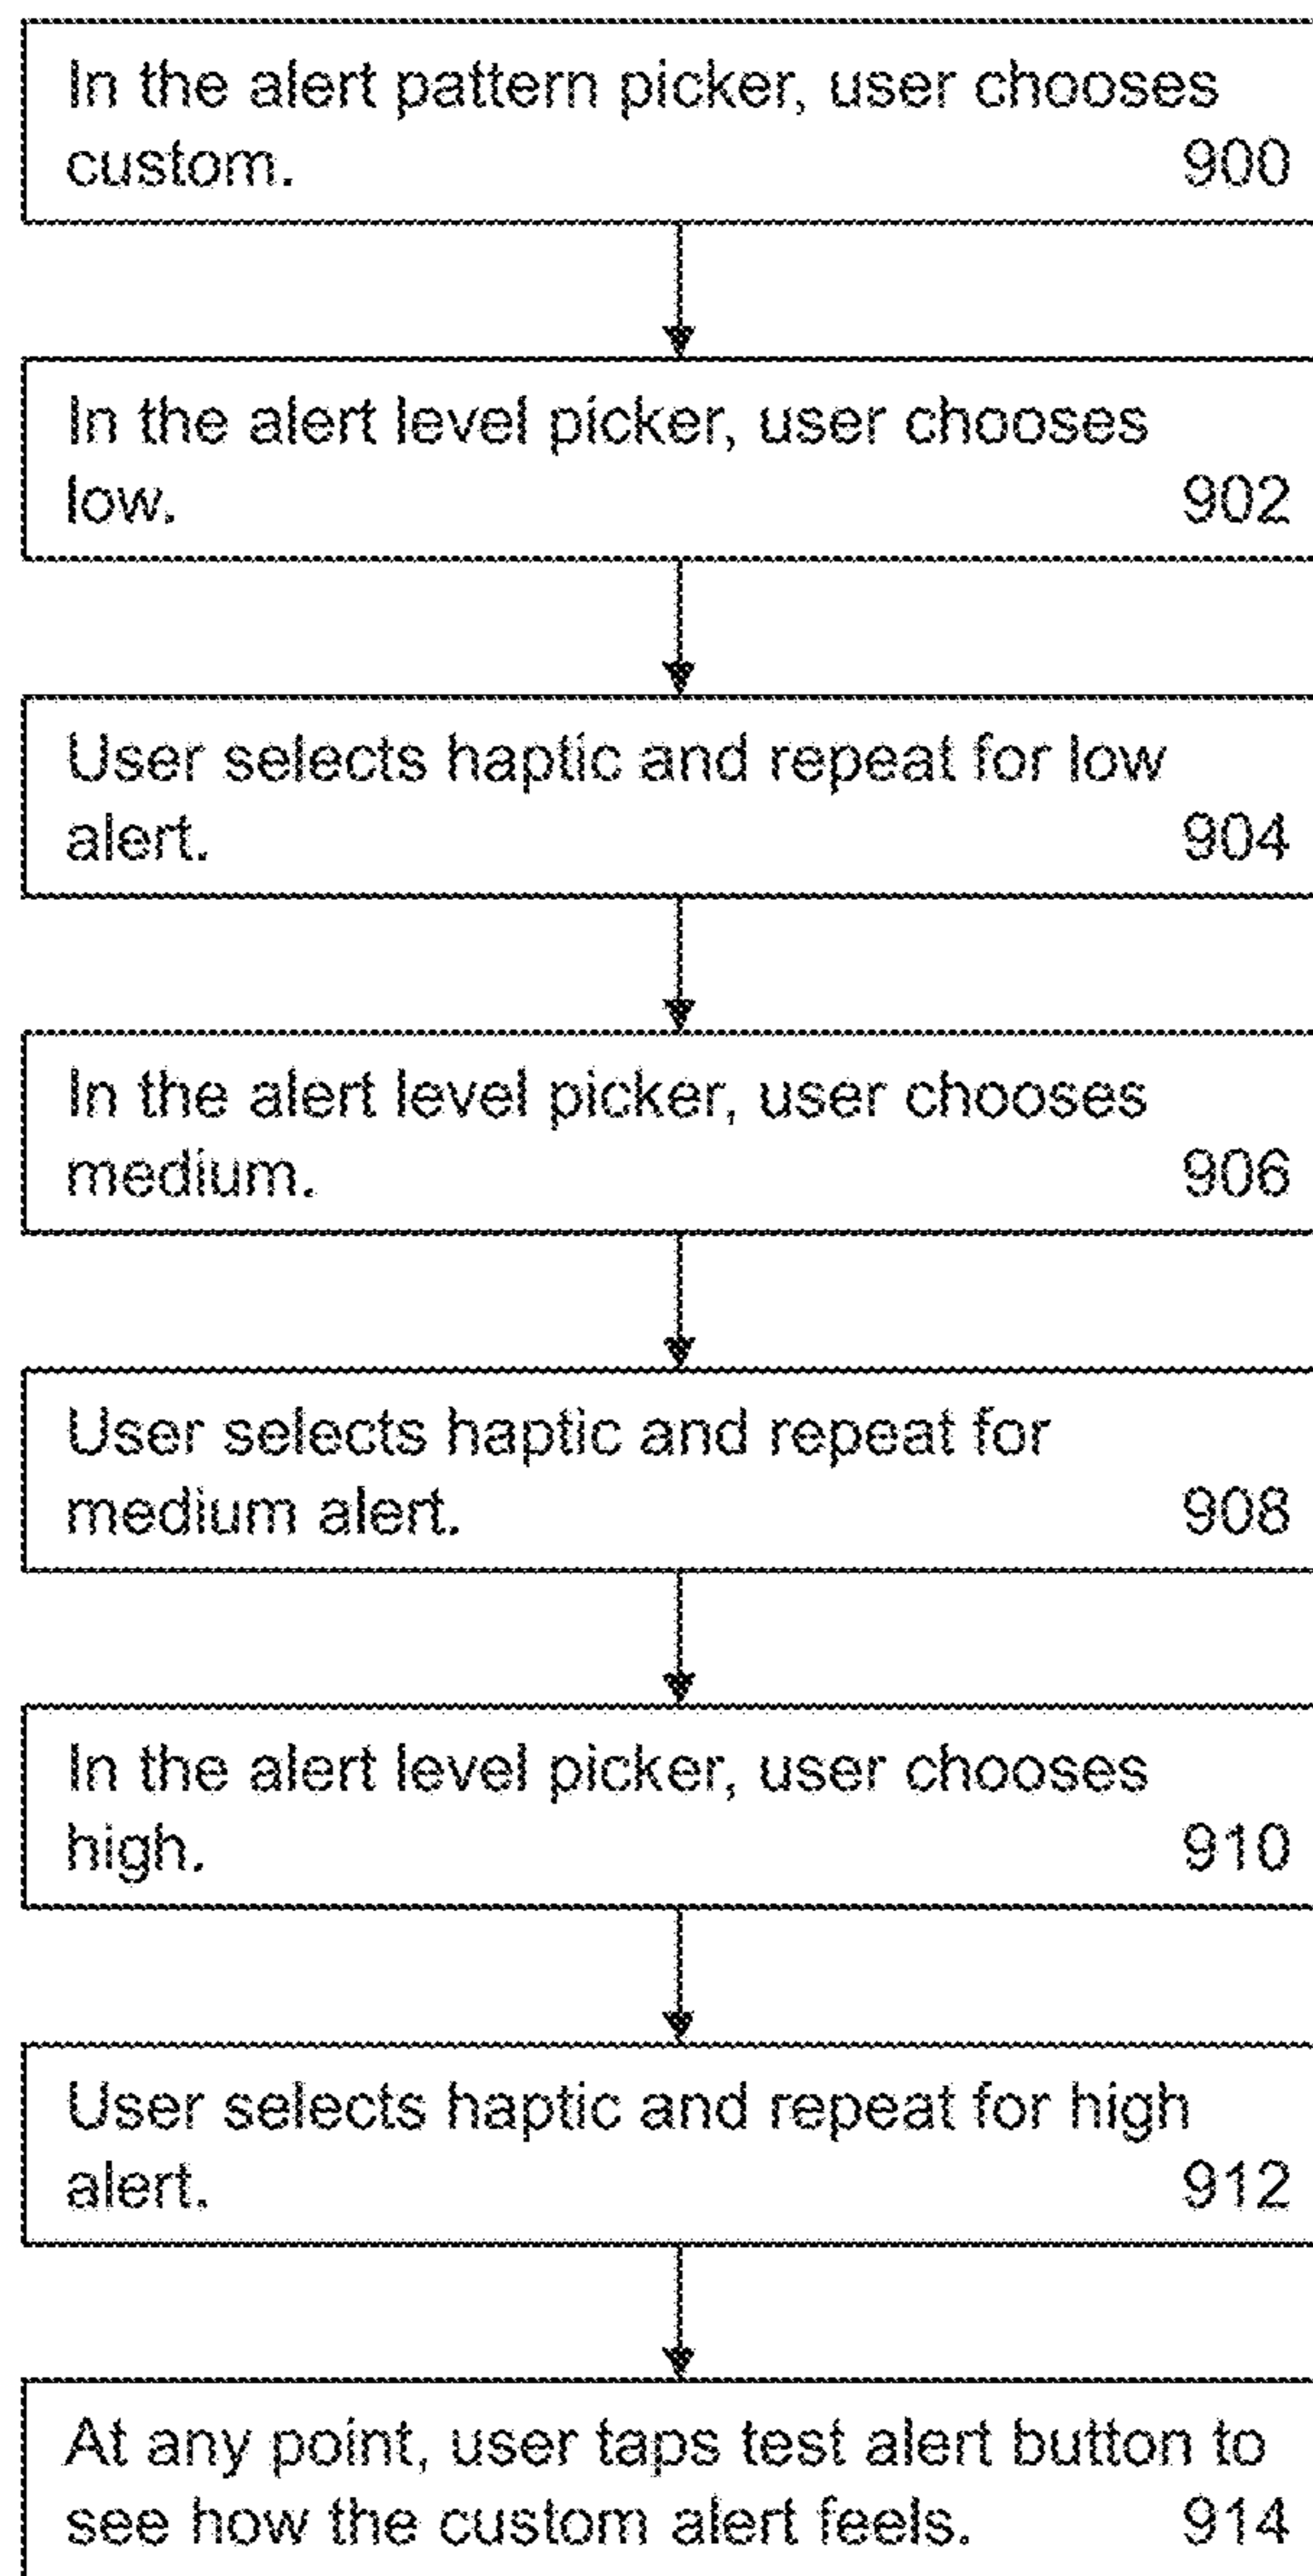 In the alert pattern picker, user chooses
custom. 900
In the alert level picker, user chooses
low. 902
User selects haptic and repeat for low
alert. 904
In the alert level picker, user chooses
medium. 906
User selects haptic and repeat for
medium alert. 908
In the alert level picker, user chooses
high. 910
User selects haptic and repeat for high
alert. 912
At any point, user taps test alert button to
see how the custom alert feels. 914